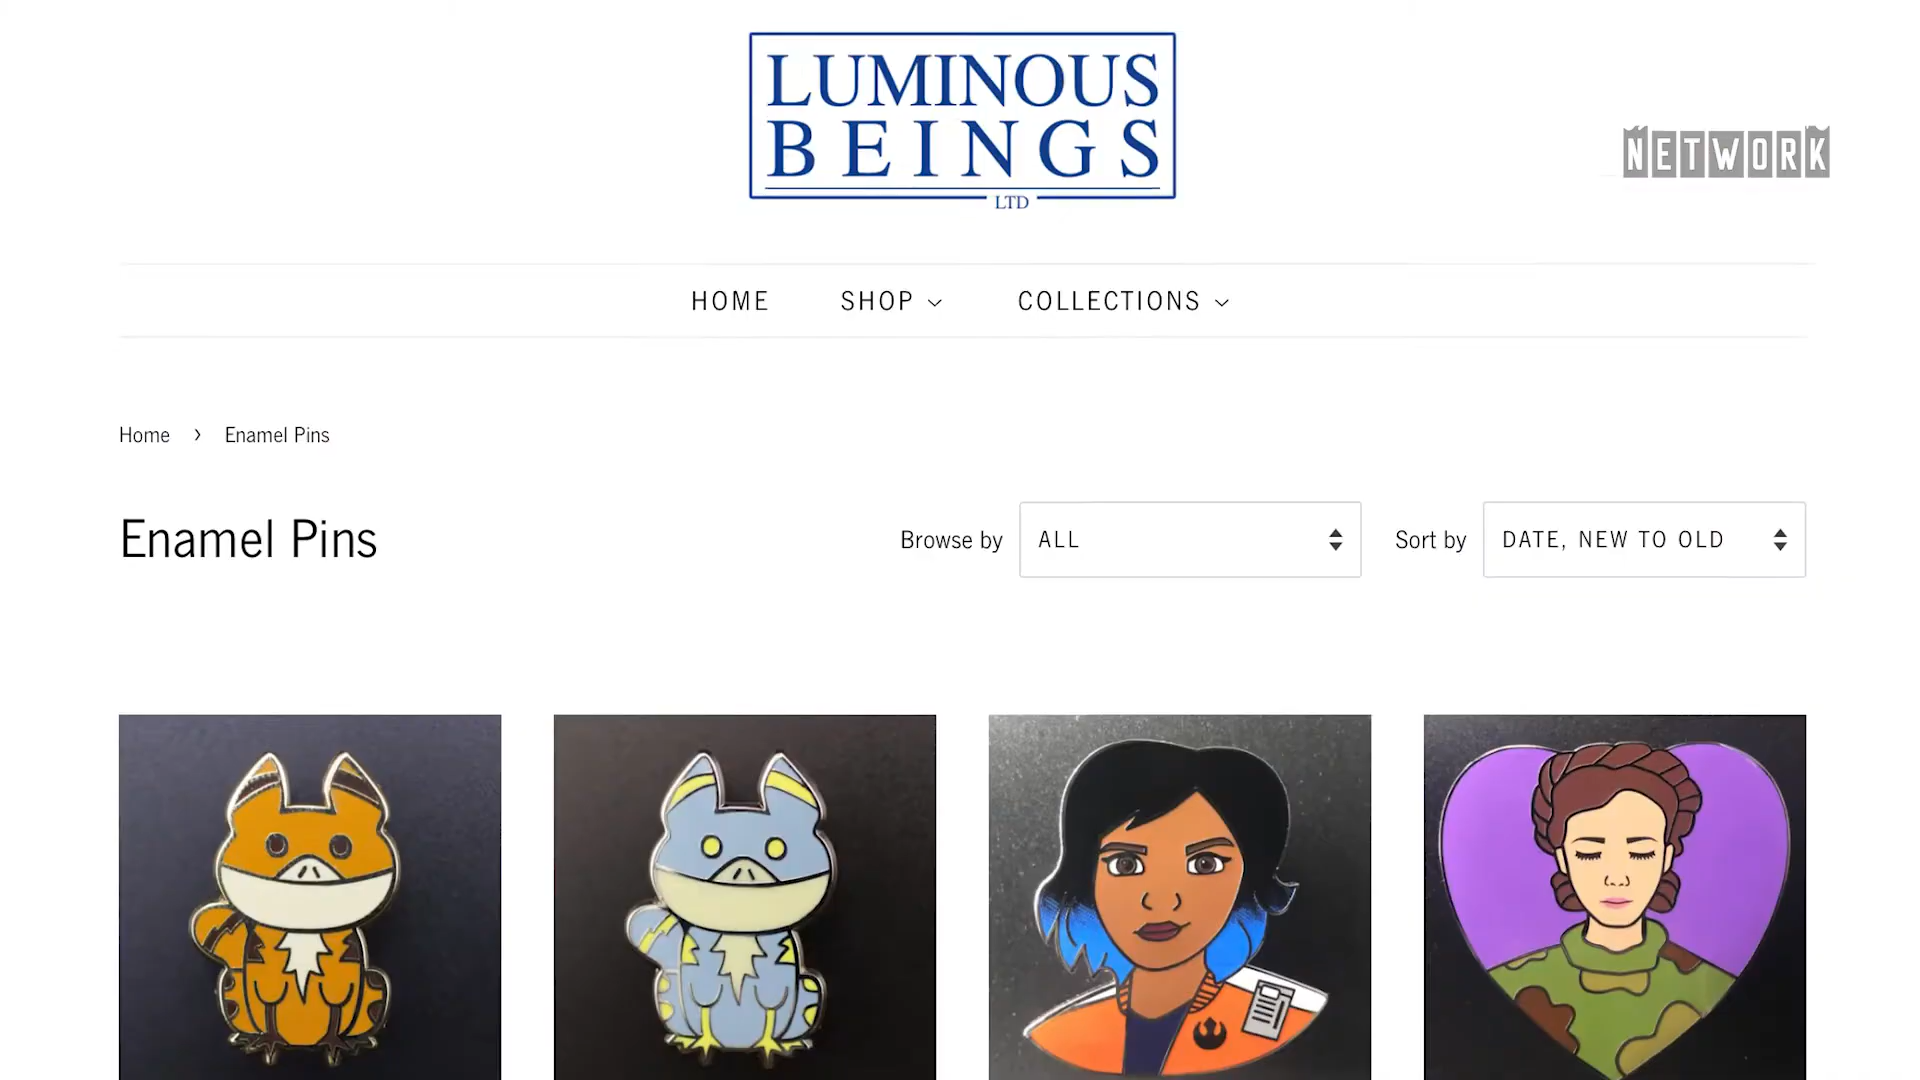 LUMINOUS
BEINGS
LTD
NETWORK
HOME
SHOP
COLLECTIONS
Home › Enamel Pins
Enamel Pins
Browse by
ALL
Sort by
DATE, NEW TO OLD